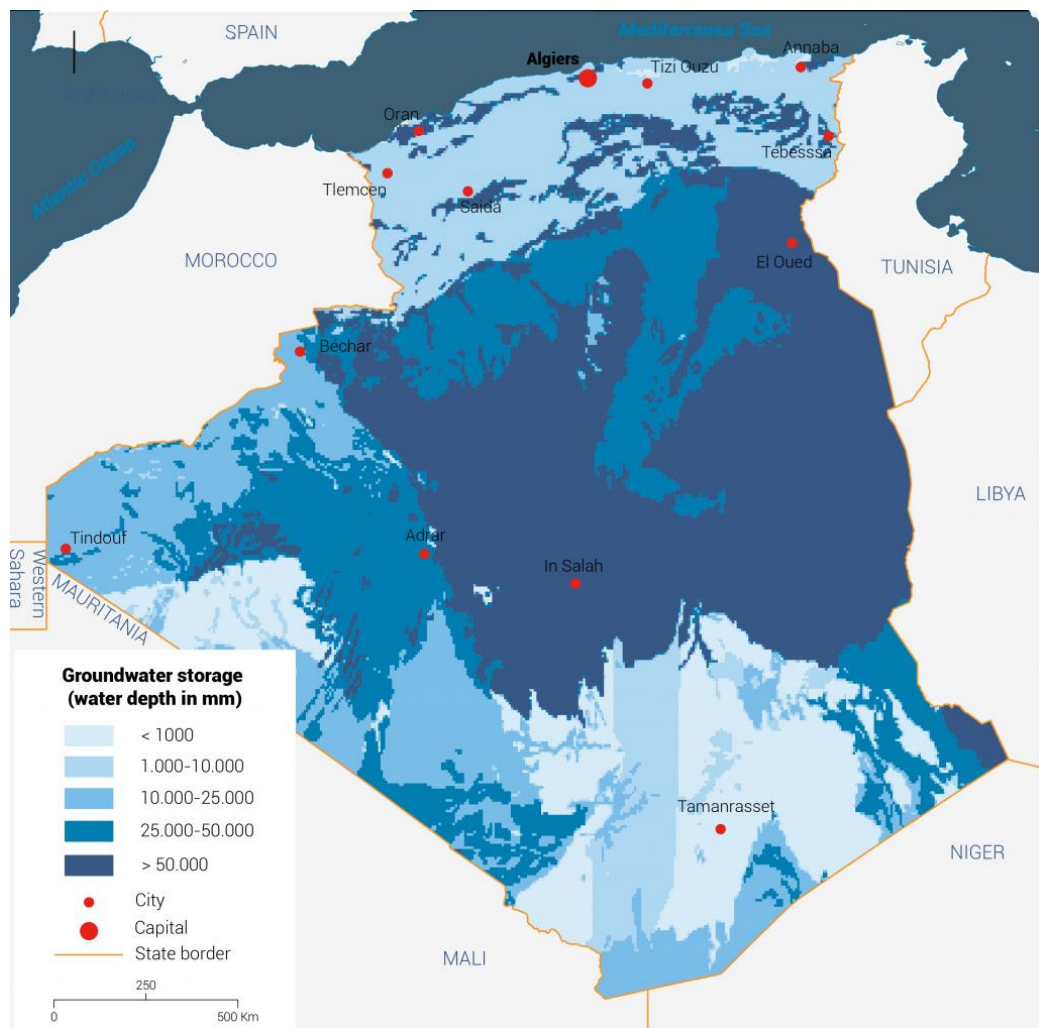 SPAIN
Mediterranea Sea
Annaba
Algiers
Tizi Ouzu
Oran
Tebesssa
Atlantic Ocean
Tlemcen
Saida
MOROCCO
El Oued
TUNISIA
Béchar
LIBYA
Tindouf
Adrar
In Salah
Western
Sahara
MAURITANIA
Groundwater storage
(water depth in mm)
< 1000
1.000-10.000
10.000-25.000
25.000-50.000
> 50.000
City
Capital
State border
250
0
500 Km
Tamanrasset
NIGER
MALI